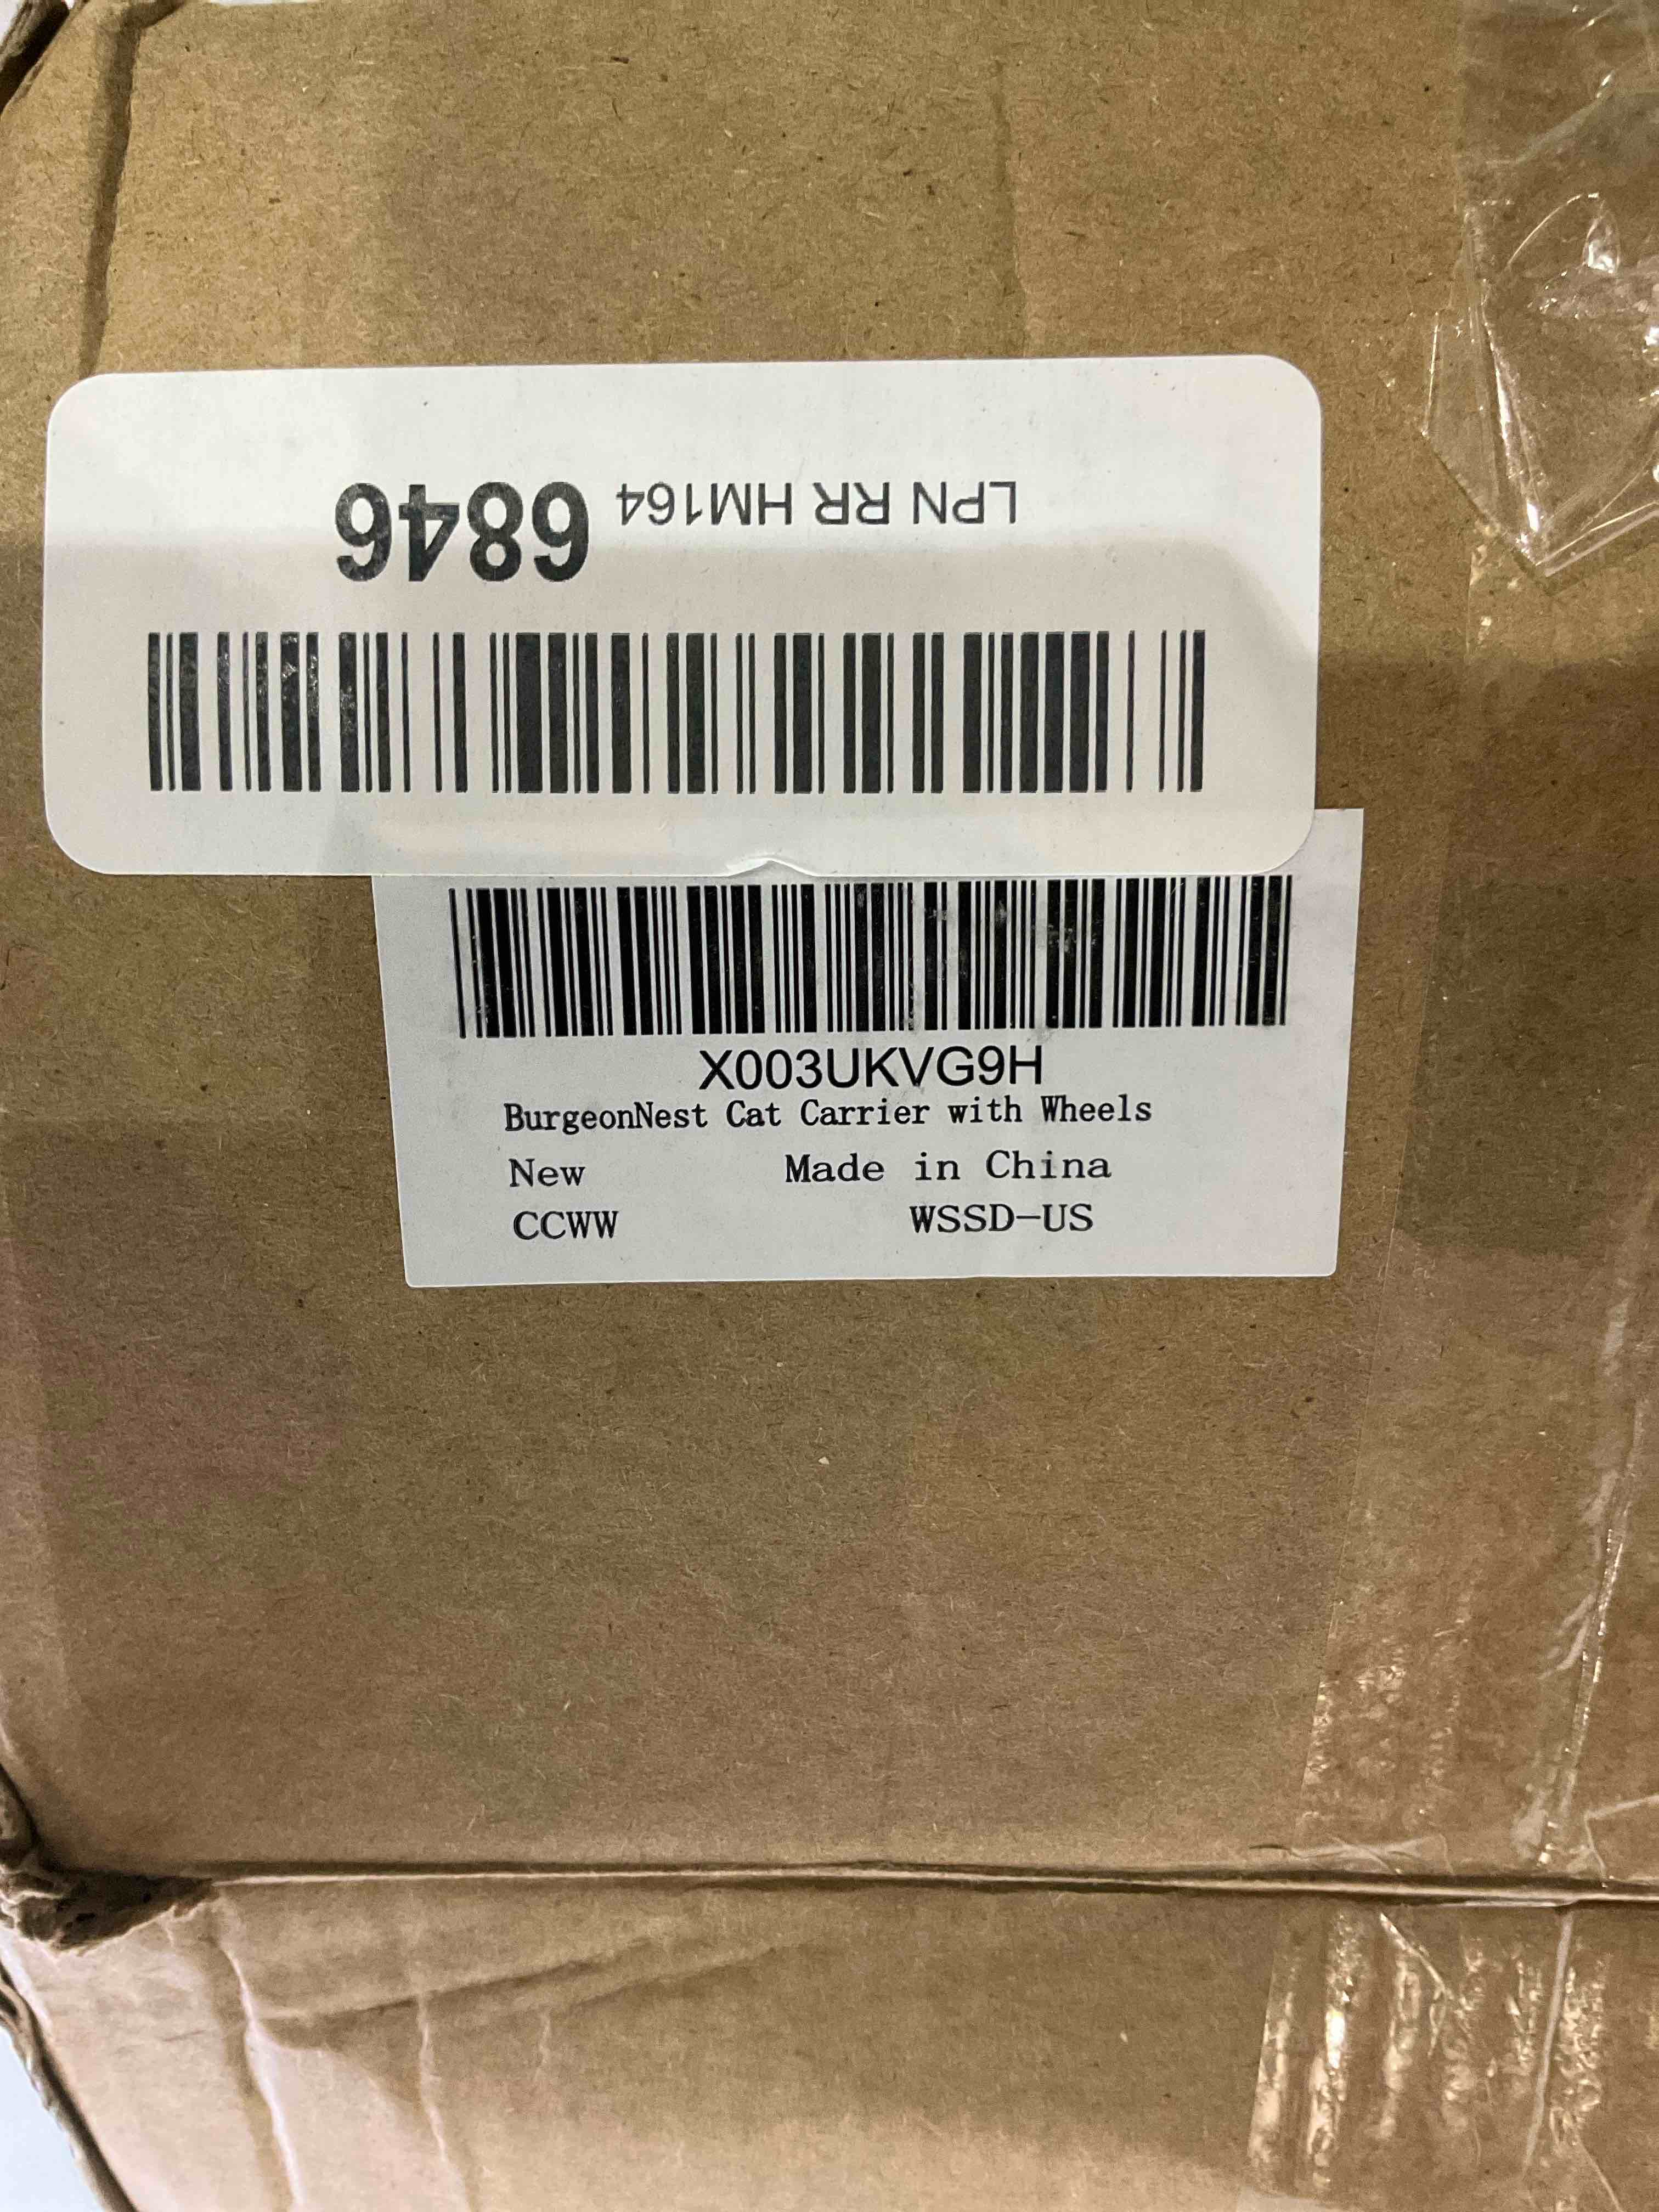 LPN RR HM164 6846
X003UKVG9H
BurgeonNest Cat Carrier with Wheels
New Made in China
CCWW WSSD-US